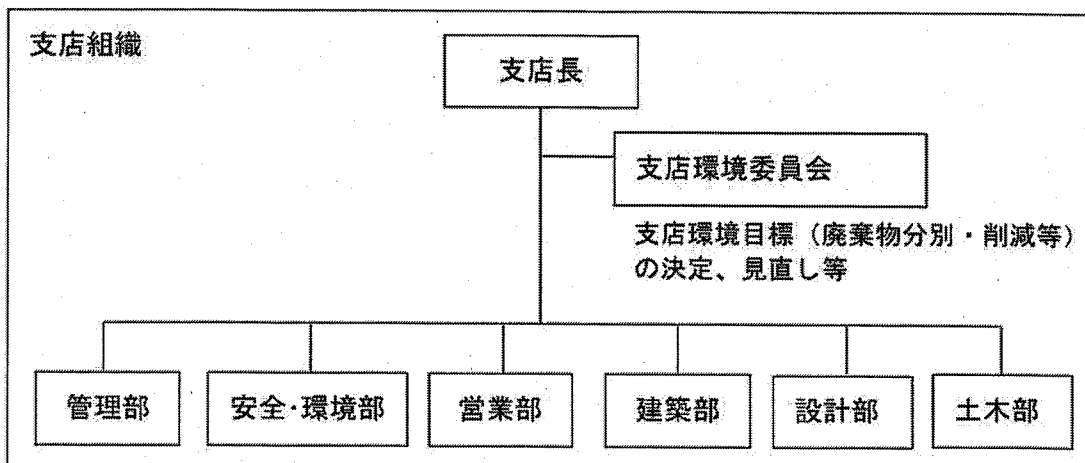 支店組織
支店長
支店環境委員会
支店環境目標（廃棄物分別・削減等）
の決定、見直し等
管理部
安全・環境部
営業部
建築部
設計部
土木部